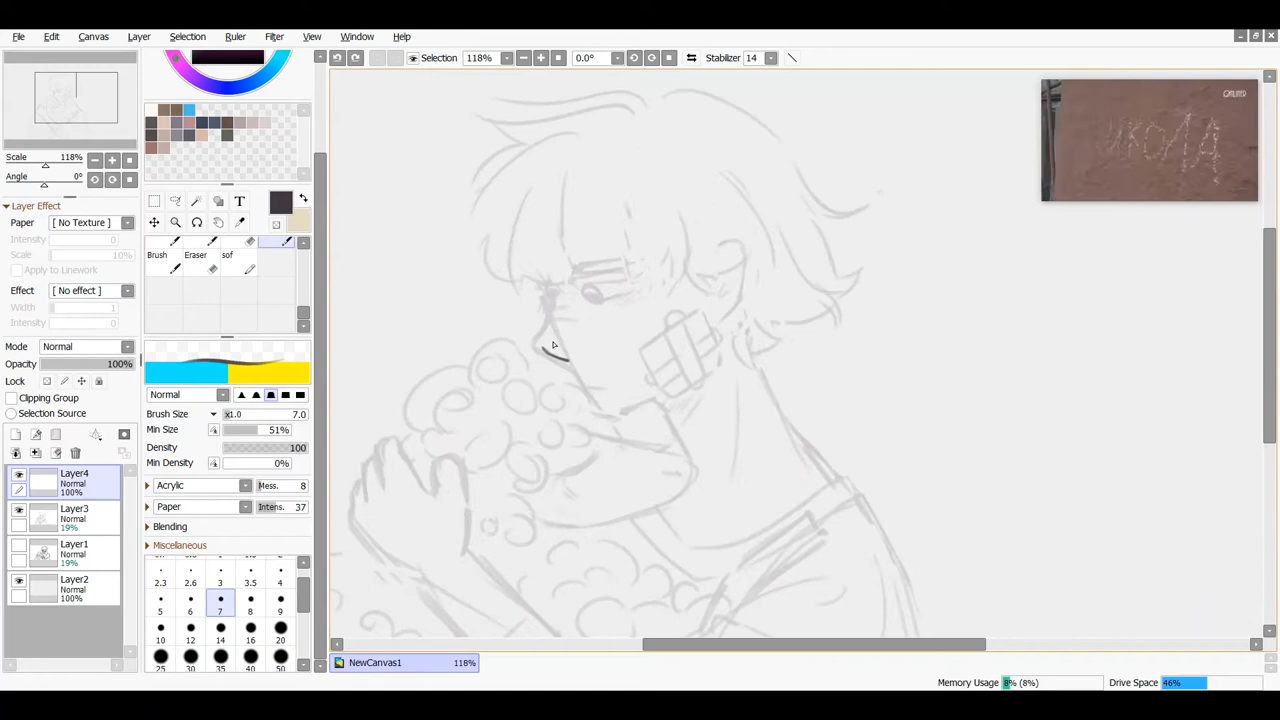 File Edit Canvas Layer Selection Ruler Filter View Window Help
Selection 118% 0.0° Stabilizer 14
Scale 118%
Angle 0°
Layer Effect
Paper [ No Texture ]
Intensity 0
Scale 10%
Apply to Linework
Effect [ No effect ]
Width 1
Intensity
Mode Normal
Opacity 100%
Lock
Clipping Group
Selection Source
Layer4
Normal
100%
Layer3
Normal
19%
Layer1
Normal
19%
Layer2
Normal
100%
T
Brush Eraser sof
Normal
Brush Size x1.0 7.0
Min Size 51%
Density 100
Min Density 0%
Acrylic Mess. 8
Paper Intens. 37
Blending
Miscellaneous
2.3 2.6 3 3.5 4
5 6 7 8 9
10 12 14 16 20
25 30 35 40 50
NewCanvas1 118%
Memory Usage 8% (8%) Drive Space 46%